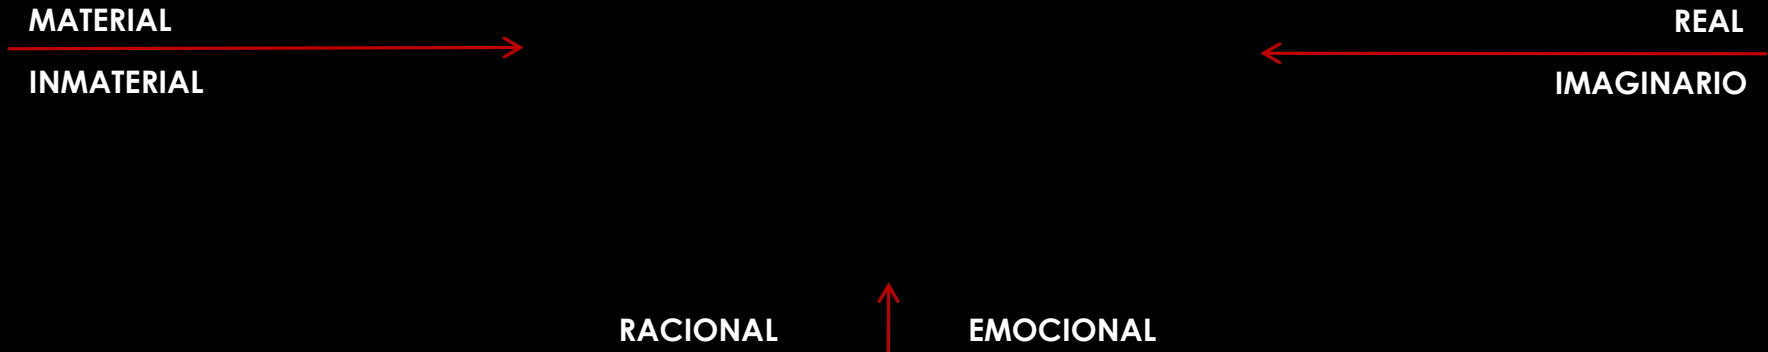 MATERIAL
REAL
INMATERIAL
IMAGINARIO
RACIONAL
EMOCIONAL